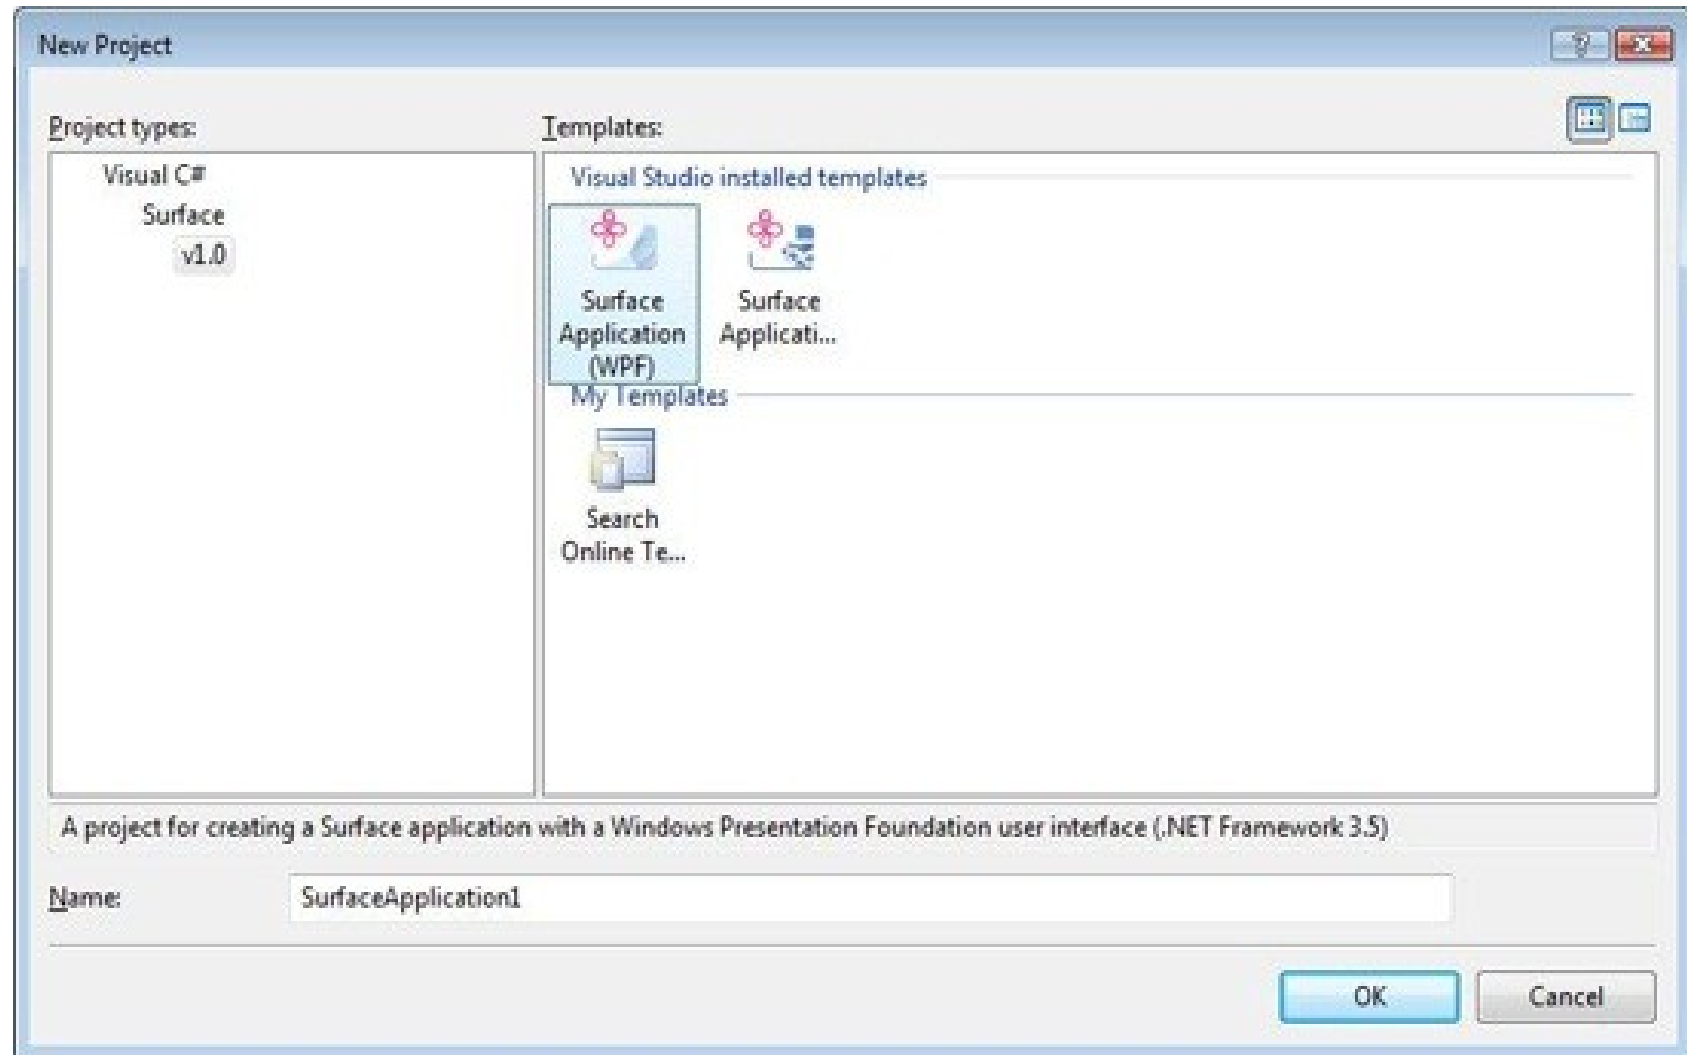 New Project
Project types:
Templates:
Visual C#
Surface
v1.0
Visual Studio installed templates
Surface
Application
(WPF)
Surface
Applicati...
My Templates
Search
Online Te...
A project for creating a Surface application with a Windows Presentation Foundation user interface (.NET Framework 3.5)
Name:
SurfaceApplication1
OK
Cancel